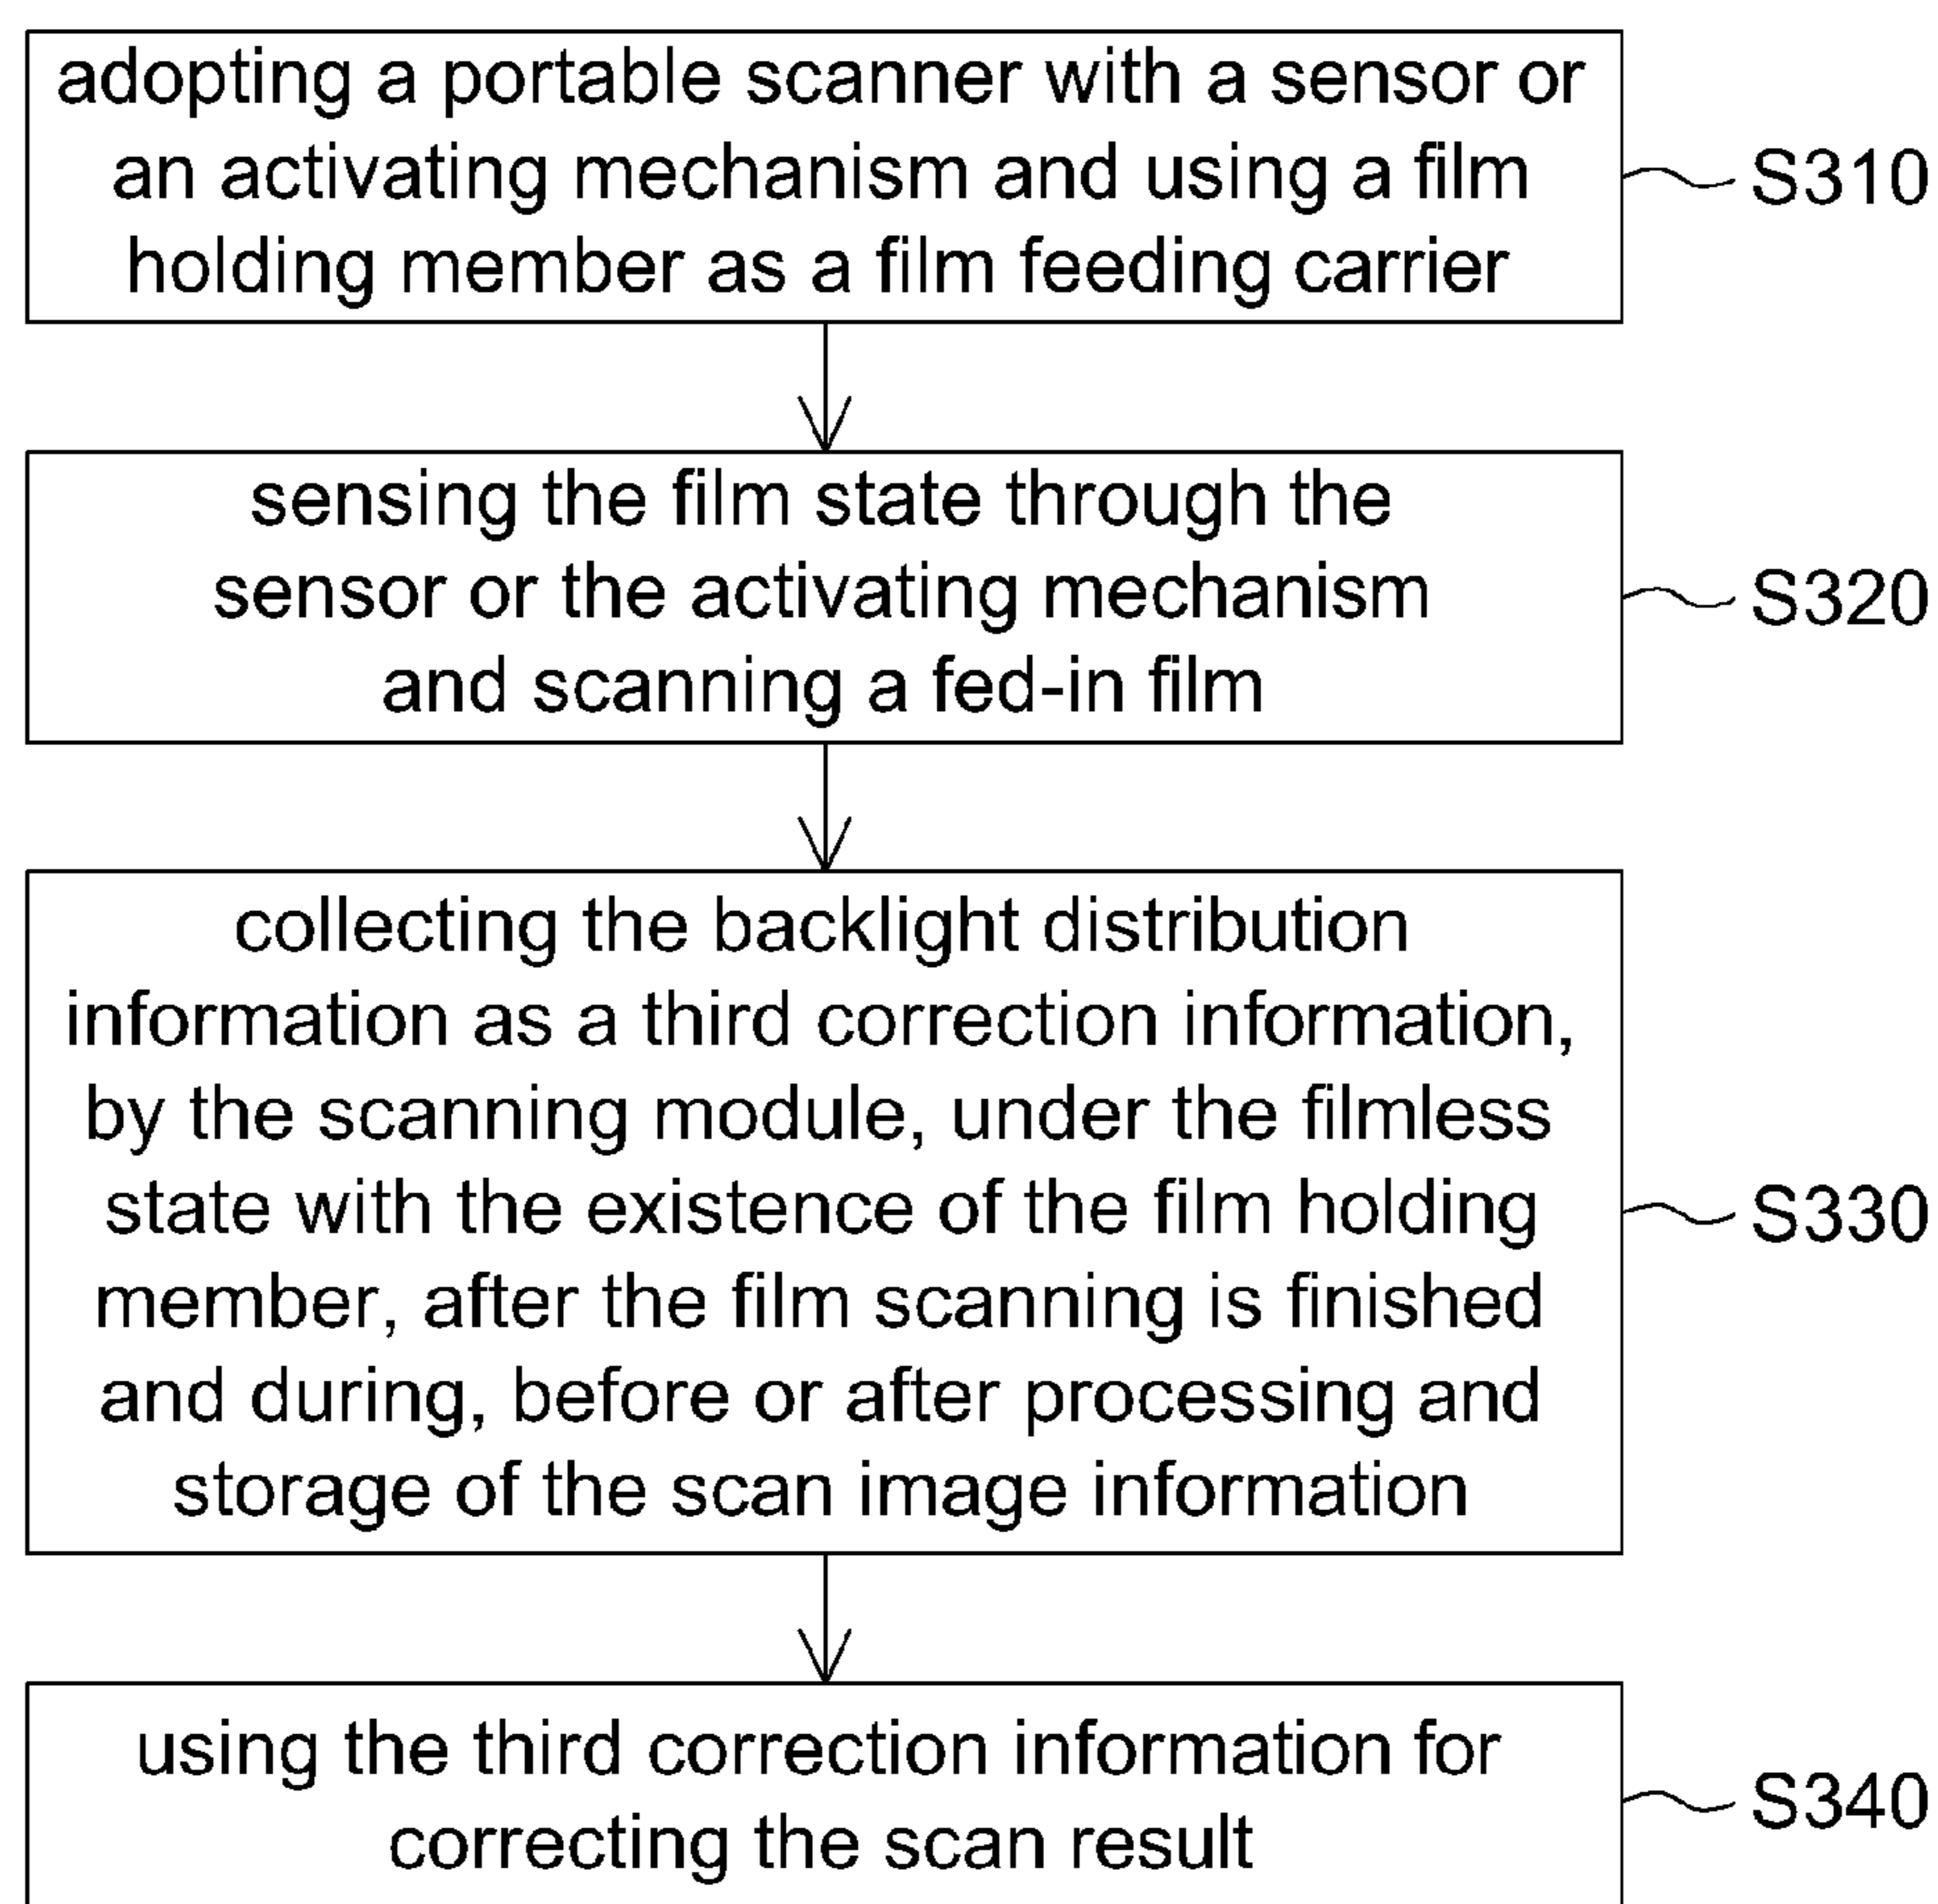 adopting a portable scanner with a sensor or
an activating mechanism and using a film
holding member as a film feeding carrier
S310
sensing the film state through the
sensor or the activating mechanism
and scanning a fed-in film
S320
collecting the backlight distribution
information as a third correction information,
by the scanning module, under the filmless
state with the existence of the film holding
member, after the film scanning is finished
and during, before or after processing and
storage of the scan image information
S330
using the third correction information for
correcting the scan result
S340